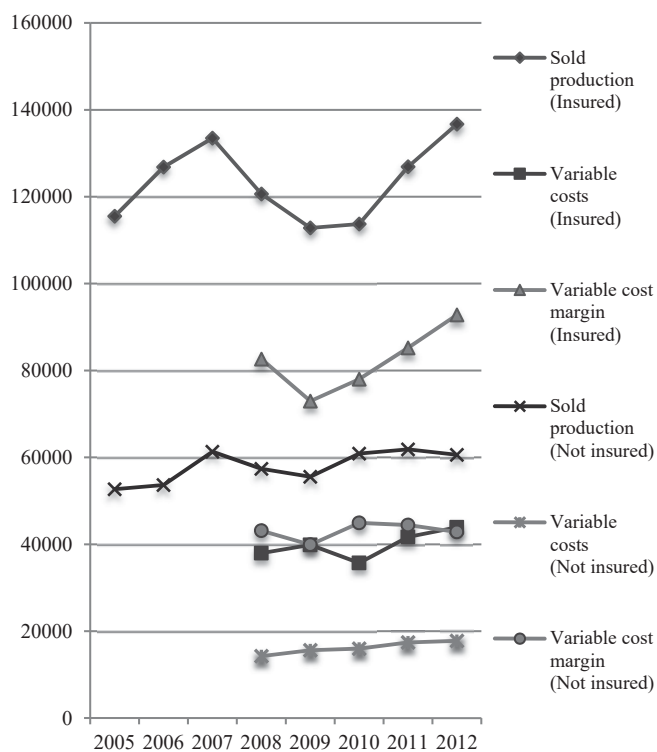 160000
140000
120000
100000
80000
60000
40000
20000
0
2005 2006 2007 2008 2009 2010 2011 2012
Sold
production
(Insured)
Variable
costs
(Insured)
Variable cost
margin
(Insured)
Sold
production
(Not insured)
Variable
costs
(Not insured)
Variable cost
margin
(Not insured)